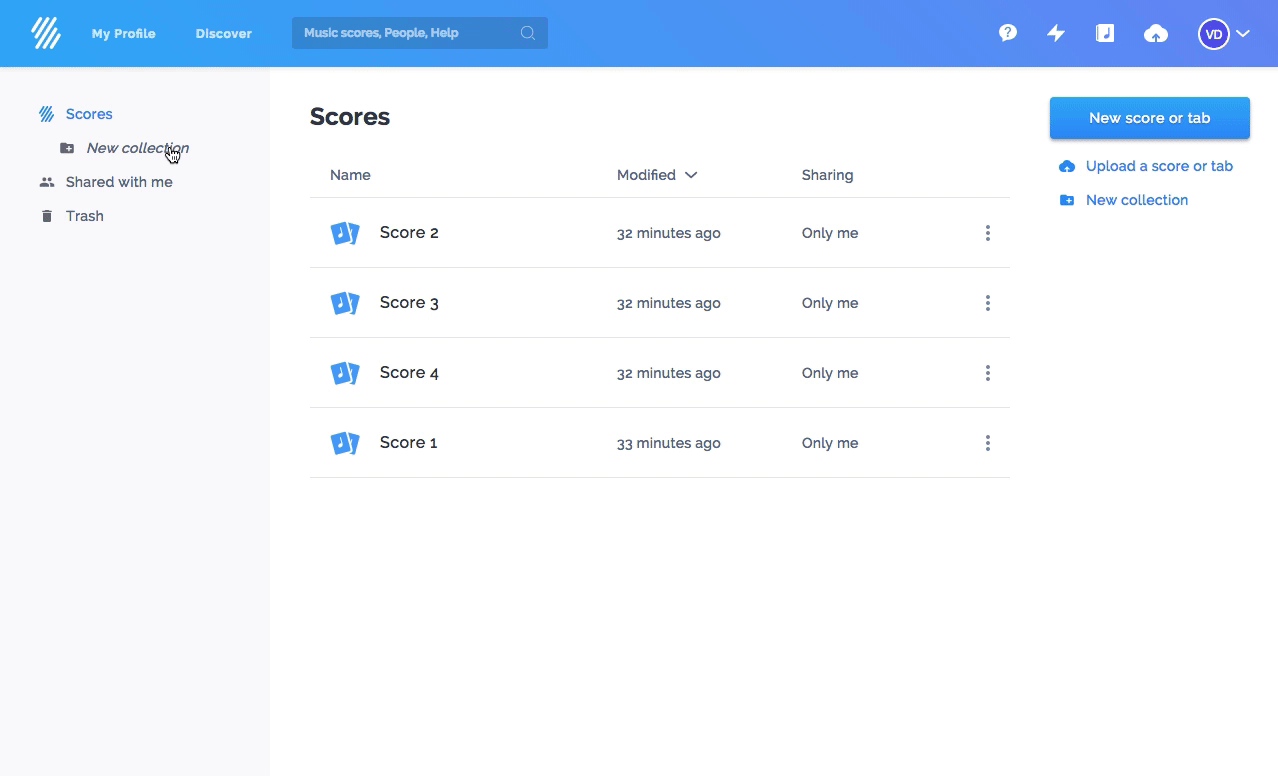 My Profile
Discover
Music scores, People, Help
VD
Scores
New collection
Shared with me
Trash
Scores
Name Modified Sharing
Score 2 32 minutes ago Only me
Score 3 32 minutes ago Only me
Score 4 32 minutes ago Only me
Score 1 33 minutes ago Only me
New score or tab
Upload a score or tab
New collection